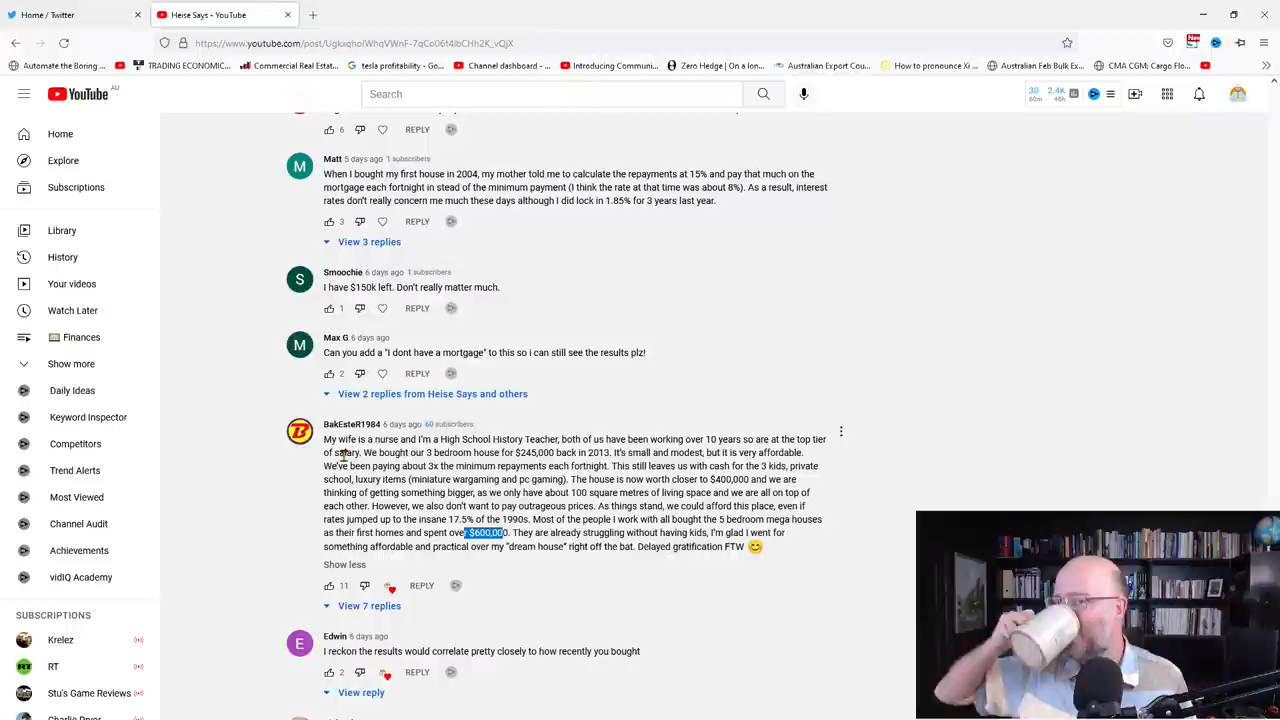 Home / Twitter
Heise Says - YouTube
Automate the Boring ...
TRADING ECONOMIC...
Commercial Real Estat...
tesla profitability - Go...
Channel dashboard - ...
Introducing Communi...
Zero Hedge | On a lon...
Australian Export Cou...
How to pronounce Xi ...
Australian Feb Bulk Ex...
CMA CGM: Cargo Flo...
New
YouTube AU
Search
30 2.4K
60m 48h
Home
Explore
Subscriptions
Library
History
Your videos
Watch Later
Finances
Show more
Daily Ideas
Keyword Inspector
Competitors
Trend Alerts
Most Viewed
Channel Audit
Achievements
vidIQ Academy
SUBSCRIPTIONS
Krelez
RT
Stu's Game Reviews
Charlie Pryor
6 REPLY
M
Matt 5 days ago 1 subscribers
When I bought my first house in 2004, my mother told me to calculate the repayments at 15% and pay that much on the
mortgage each fortnight in stead of the minimum payment (I think the rate at that time was about 8%). As a result, interest
rates don't really concern me much these days although I did lock in 1.85% for 3 years last year.
3 REPLY
View 3 replies
S
Smoochie 6 days ago 1 subscribers
I have $150k left. Don't really matter much.
1 REPLY
M
Max G 6 days ago
Can you add a "I dont have a mortgage" to this so i can still see the results plz!
2 REPLY
View 2 replies from Heise Says and others
B
BakEsteR1984 6 days ago 60 subscribers
My wife is a nurse and I'm a High School History Teacher, both of us have been working over 10 years so are at the top tier
of salary. We bought our 3 bedroom house for $245,000 back in 2013. It's small and modest, but it is very affordable.
We've been paying about 3x the minimum repayments each fortnight. This still leaves us with cash for the 3 kids, private
school, luxury items (miniature wargaming and pc gaming). The house is now worth closer to $400,000 and we are
thinking of getting something bigger, as we only have about 100 square metres of living space and we are all on top of
each other. However, we also don't want to pay outrageous prices. As things stand, we could afford this place, even if
rates jumped up to the insane 17.5% of the 1990s. Most of the people I work with all bought the 5 bedroom mega houses
as their first homes and spent over $600,000. They are already struggling without having kids, I'm glad I went for
something affordable and practical over my "dream house" right off the bat. Delayed gratification FTW 😊
Show less
11 REPLY
View 7 replies
E
Edwin 6 days ago
I reckon the results would correlate pretty closely to how recently you bought
2 REPLY
View reply